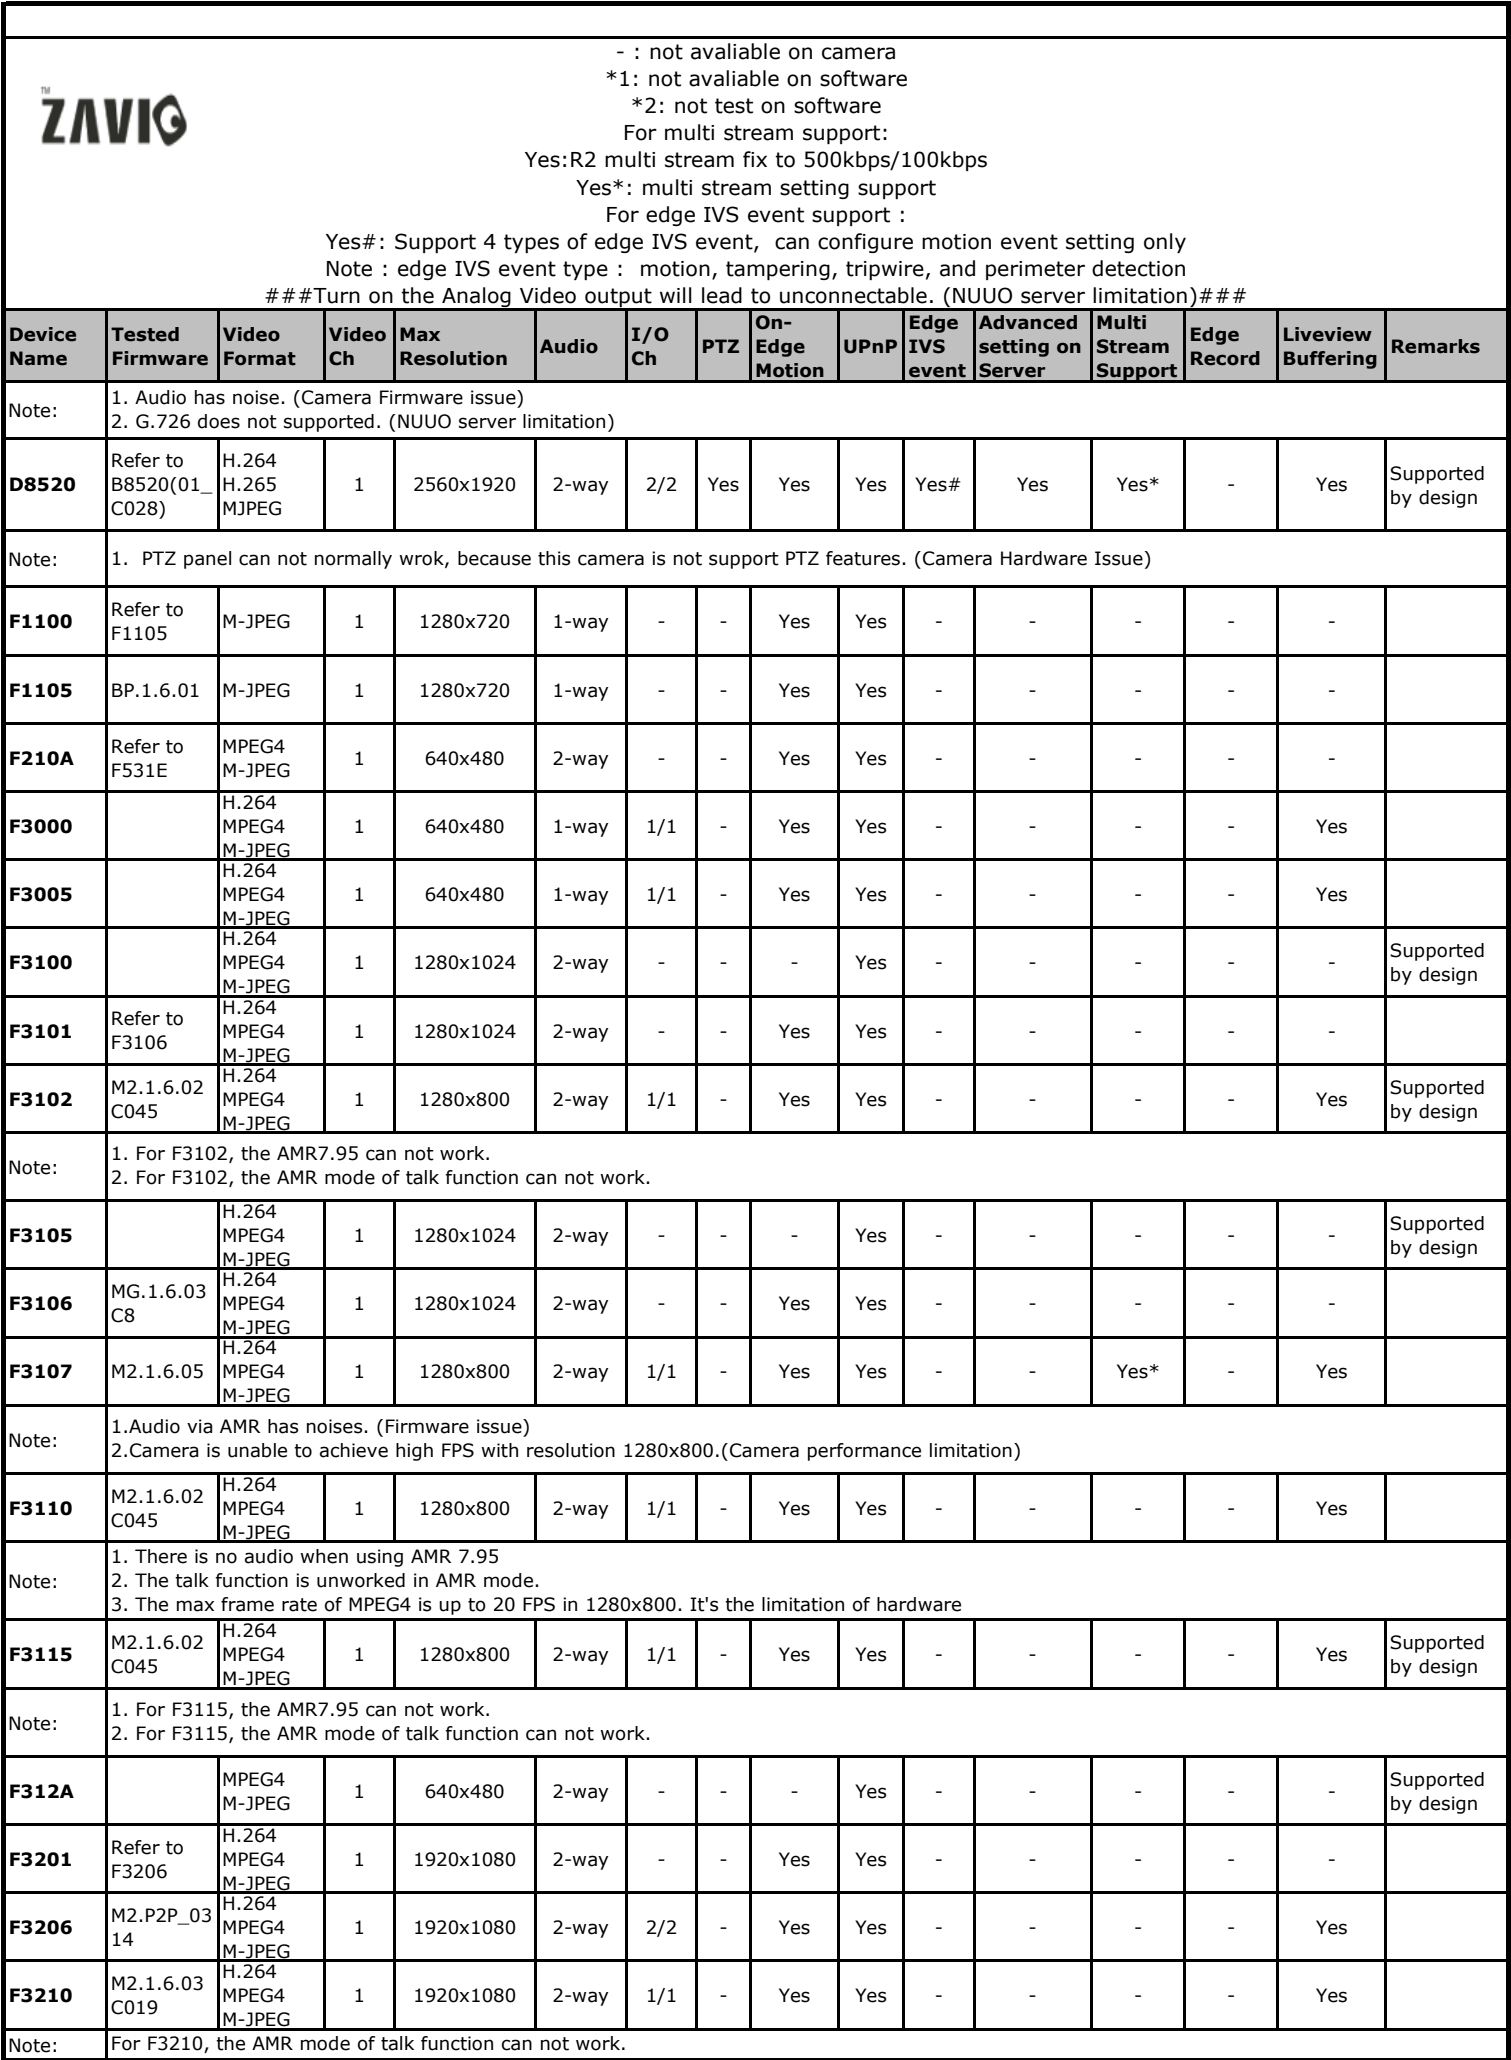 - : not avaliable on camera
*1: not avaliable on software
*2: not test on software
For multi stream support:
Yes:R2 multi stream fix to 500kbps/100kbps
Yes*: multi stream setting support
For edge IVS event support :
Yes#: Support 4 types of edge IVS event, can configure motion event setting only
Note : edge IVS event type : motion, tampering, tripwire, and perimeter detection
###Turn on the Analog Video output will lead to unconnectable. (NUUO server limitation)###
TM
ZAVIO
Device Name | Tested Firmware | Video Format | Video Ch | Max Resolution | Audio | I/O Ch | PTZ | On-Edge Motion | UPnP | Edge IVS event | Advanced setting on Server | Multi Stream Support | Edge Record | Liveview Buffering | Remarks
Note: 1. Audio has noise. (Camera Firmware issue)
2. G.726 does not supported. (NUUO server limitation)
D8520 | Refer to B8520(01_C028) | H.264 H.265 MJPEG | 1 | 2560x1920 | 2-way | 2/2 | Yes | Yes | Yes | Yes# | Yes | Yes* | - | Yes | Supported by design
Note: 1. PTZ panel can not normally wrok, because this camera is not support PTZ features. (Camera Hardware Issue)
F1100 | Refer to F1105 | M-JPEG | 1 | 1280x720 | 1-way | - | - | Yes | Yes | - | - | - | - | - |
F1105 | BP.1.6.01 | M-JPEG | 1 | 1280x720 | 1-way | - | - | Yes | Yes | - | - | - | - | - |
F210A | Refer to F531E | MPEG4 M-JPEG | 1 | 640x480 | 2-way | - | - | Yes | Yes | - | - | - | - | - |
F3000 | | H.264 MPEG4 M-JPEG | 1 | 640x480 | 1-way | 1/1 | - | Yes | Yes | - | - | - | - | Yes |
F3005 | | H.264 MPEG4 M-JPEG | 1 | 640x480 | 1-way | 1/1 | - | Yes | Yes | - | - | - | - | Yes |
F3100 | | H.264 MPEG4 M-JPEG | 1 | 1280x1024 | 2-way | - | - | - | Yes | - | - | - | - | - | Supported by design
F3101 | Refer to F3106 | H.264 MPEG4 M-JPEG | 1 | 1280x1024 | 2-way | - | - | Yes | Yes | - | - | - | - | - |
F3102 | M2.1.6.02 C045 | H.264 MPEG4 M-JPEG | 1 | 1280x800 | 2-way | 1/1 | - | Yes | Yes | - | - | - | - | Yes | Supported by design
Note: 1. For F3102, the AMR7.95 can not work.
2. For F3102, the AMR mode of talk function can not work.
F3105 | | H.264 MPEG4 M-JPEG | 1 | 1280x1024 | 2-way | - | - | - | Yes | - | - | - | - | - | Supported by design
F3106 | MG.1.6.03 C8 | H.264 MPEG4 M-JPEG | 1 | 1280x1024 | 2-way | - | - | Yes | Yes | - | - | - | - | - |
F3107 | M2.1.6.05 | H.264 MPEG4 M-JPEG | 1 | 1280x800 | 2-way | 1/1 | - | Yes | Yes | - | - | Yes* | - | Yes |
Note: 1.Audio via AMR has noises. (Firmware issue)
2.Camera is unable to achieve high FPS with resolution 1280x800.(Camera performance limitation)
F3110 | M2.1.6.02 C045 | H.264 MPEG4 M-JPEG | 1 | 1280x800 | 2-way | 1/1 | - | Yes | Yes | - | - | - | - | Yes |
Note: 1. There is no audio when using AMR 7.95
2. The talk function is unworked in AMR mode.
3. The max frame rate of MPEG4 is up to 20 FPS in 1280x800. It's the limitation of hardware
F3115 | M2.1.6.02 C045 | H.264 MPEG4 M-JPEG | 1 | 1280x800 | 2-way | 1/1 | - | Yes | Yes | - | - | - | - | Yes | Supported by design
Note: 1. For F3115, the AMR7.95 can not work.
2. For F3115, the AMR mode of talk function can not work.
F312A | | MPEG4 M-JPEG | 1 | 640x480 | 2-way | - | - | - | Yes | - | - | - | - | - | Supported by design
F3201 | Refer to F3206 | H.264 MPEG4 M-JPEG | 1 | 1920x1080 | 2-way | - | - | Yes | Yes | - | - | - | - | - |
F3206 | M2.P2P_0314 | H.264 MPEG4 M-JPEG | 1 | 1920x1080 | 2-way | 2/2 | - | Yes | Yes | - | - | - | - | Yes |
F3210 | M2.1.6.03 C019 | H.264 MPEG4 M-JPEG | 1 | 1920x1080 | 2-way | 1/1 | - | Yes | Yes | - | - | - | - | Yes |
Note: For F3210, the AMR mode of talk function can not work.